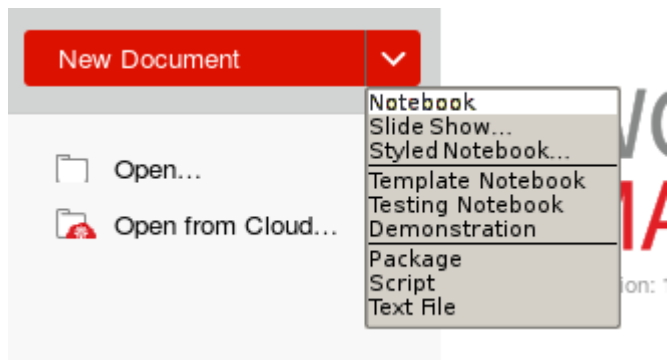 New Document
Notebook
Slide Show...
Styled Notebook...
Template Notebook
Testing Notebook
Demonstration
Package
Script
Text File
Open...
Open from Cloud...